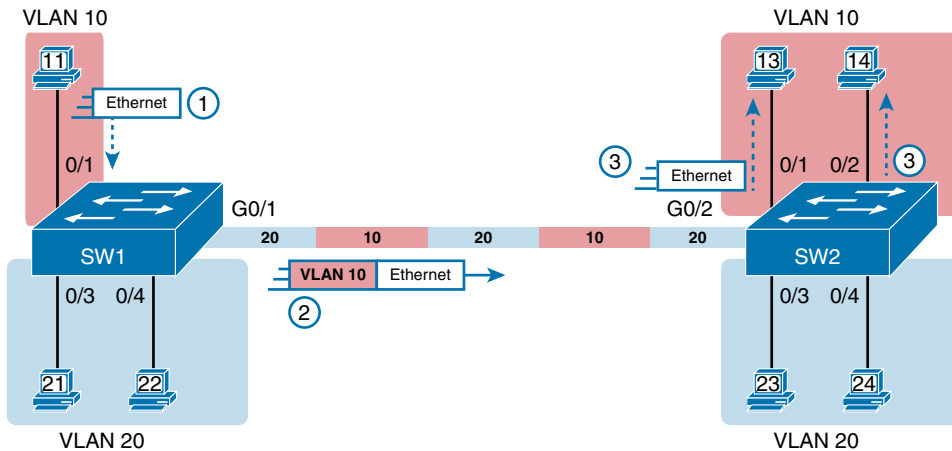 VLAN 10
VLAN 10
11
13
14
Ethernet
1
3
Ethernet
3
0/1
0/1
0/2
G0/1
G0/2
20
10
20
10
20
SW1
SW2
VLAN 10
Ethernet
2
0/3
0/4
0/3
0/4
21
22
23
24
VLAN 20
VLAN 20